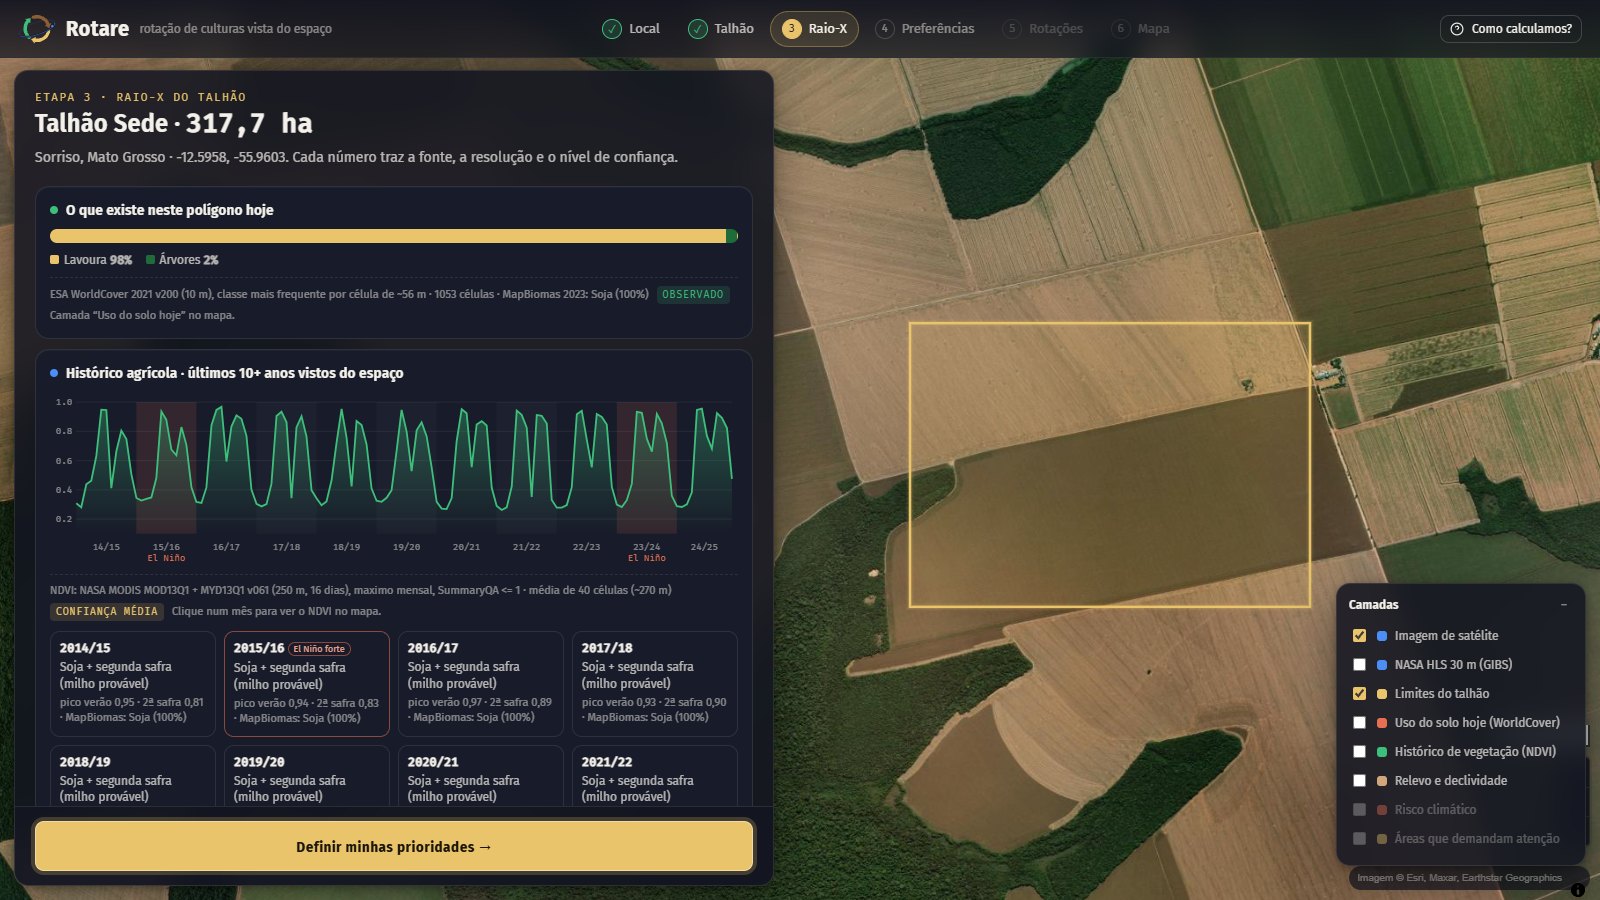 Rotare rotação de culturas vista do espaço
✓ Local ✓ Talhão 3 Raio-X 4 Preferências 5 Rotações 6 Mapa
Como calculamos?
ETAPA 3 · RAIO-X DO TALHÃO
Talhão Sede · 317,7 ha
Sorriso, Mato Grosso · -12.5958, -55.9603. Cada número traz a fonte, a resolução e o nível de confiança.
O que existe neste polígono hoje
Lavoura 98% Árvores 2%
ESA WorldCover 2021 v200 (10 m), classe mais frequente por célula de ~56 m · 1053 células · MapBiomas 2023: Soja (100%) OBSERVADO
Camada “Uso do solo hoje” no mapa.
Histórico agrícola · últimos 10+ anos vistos do espaço
1.0
0.8
0.6
0.4
0.2
14/15 15/16 16/17 17/18 18/19 19/20 20/21 21/22 22/23 23/24 24/25
El Niño El Niño
NDVI: NASA MODIS MOD13Q1 + MYD13Q1 v061 (250 m, 16 dias), maximo mensal, SummaryQA <= 1 · média de 40 células (~270 m)
CONFIANÇA MÉDIA Clique num mês para ver o NDVI no mapa.
2014/15
Soja + segunda safra
(milho provável)
pico verão 0,95 · 2ª safra 0,81
· MapBiomas: Soja (100%)
2015/16 El Niño forte
Soja + segunda safra
(milho provável)
pico verão 0,94 · 2ª safra 0,83
· MapBiomas: Soja (100%)
2016/17
Soja + segunda safra
(milho provável)
pico verão 0,97 · 2ª safra 0,89
· MapBiomas: Soja (100%)
2017/18
Soja + segunda safra
(milho provável)
pico verão 0,93 · 2ª safra 0,90
· MapBiomas: Soja (100%)
2018/19
Soja + segunda safra
(milho provável)
2019/20
Soja + segunda safra
(milho provável)
2020/21
Soja + segunda safra
(milho provável)
2021/22
Soja + segunda safra
(milho provável)
Definir minhas prioridades →
Camadas −
Imagem de satélite
NASA HLS 30 m (GIBS)
Limites do talhão
Uso do solo hoje (WorldCover)
Histórico de vegetação (NDVI)
Relevo e declividade
Risco climático
Áreas que demandam atenção
Imagem © Esri, Maxar, Earthstar Geographics